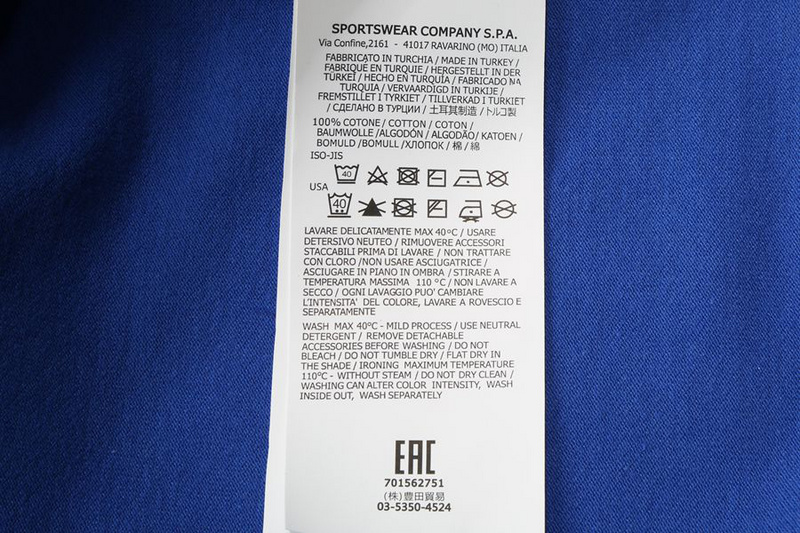 SPORTSWEAR COMPANY S.P.A.
Via Confine,2161 - 41017 RAVARINO (MO) ITALIA
FABBRICATO IN TURCHIA / MADE IN TURKEY /
FABRIQUÉ EN TURQUIE / HERGESTELLT IN DER
TÜRKEI / HECHO EN TURQUÍA / FABRICADO NA
TURQUIA / VERVAARDIGD IN TURKIJE /
FREMSTILLET I TYRKIET / TILLVERKAD I TURKIET
/ СДЕЛАНО В ТУРЦИИ / 土耳其制造 / トルコ製
100% COTONE / COTTON / COTON /
BAUMWOLLE / ALGODÓN / ALGODÃO / KATOEN /
BOMULD /BOMULL /ХЛОПОК / 棉 / 綿
ISO-JIS
40
USA
40
LAVARE DELICATAMENTE MAX 40ºC / USARE
DETERSIVO NEUTEO / RIMUOVERE ACCESSORI
STACCABILI PRIMA DI LAVARE / NON TRATTARE
CON CLORO /NON USARE ASCIUGATRICE /
ASCIUGARE IN PIANO IN OMBRA / STIRARE A
TEMPERATURA MASSIMA 110 ºC / NON LAVARE A
SECCO / OGNI LAVAGGIO PUO' CAMBIARE
L'INTENSITA' DEL COLORE, LAVARE A ROVESCIO E
SEPARATAMENTE
WASH MAX 40ºC - MILD PROCESS / USE NEUTRAL
DETERGENT / REMOVE DETACHABLE
ACCESSORIES BEFORE WASHING / DO NOT
BLEACH / DO NOT TUMBLE DRY / FLAT DRY IN
THE SHADE / IRONING MAXIMUM TEMPERATURE
110ºC - WITHOUT STEAM / DO NOT DRY CLEAN /
WASHING CAN ALTER COLOR INTENSITY, WASH
INSIDE OUT, WASH SEPARATELY
EAC
701562751
(株) 豊田貿易
03-5350-4524